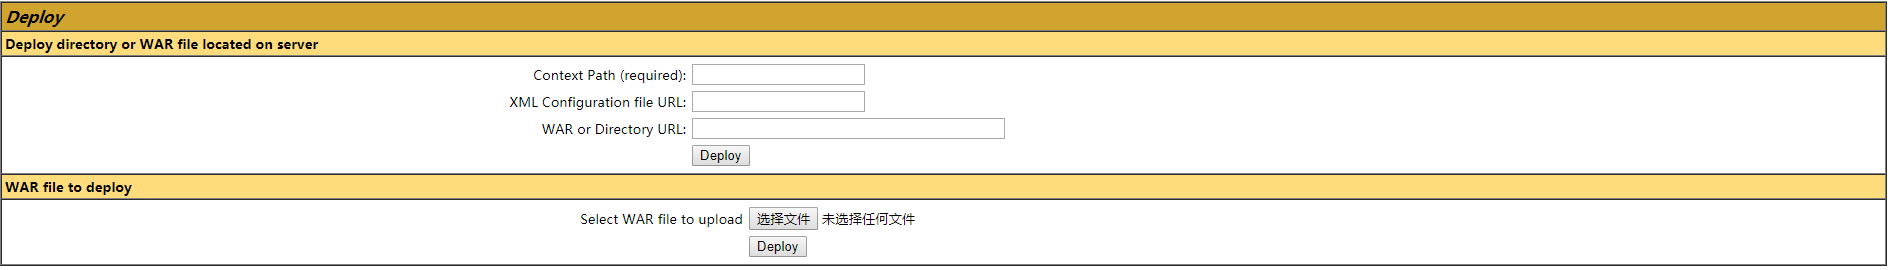 Deploy
Deploy directory or WAR file located on server
Context Path (required):
XML Configuration file URL:
WAR or Directory URL:
Deploy
WAR file to deploy
Select WAR file to upload 选择文件 未选择任何文件
Deploy